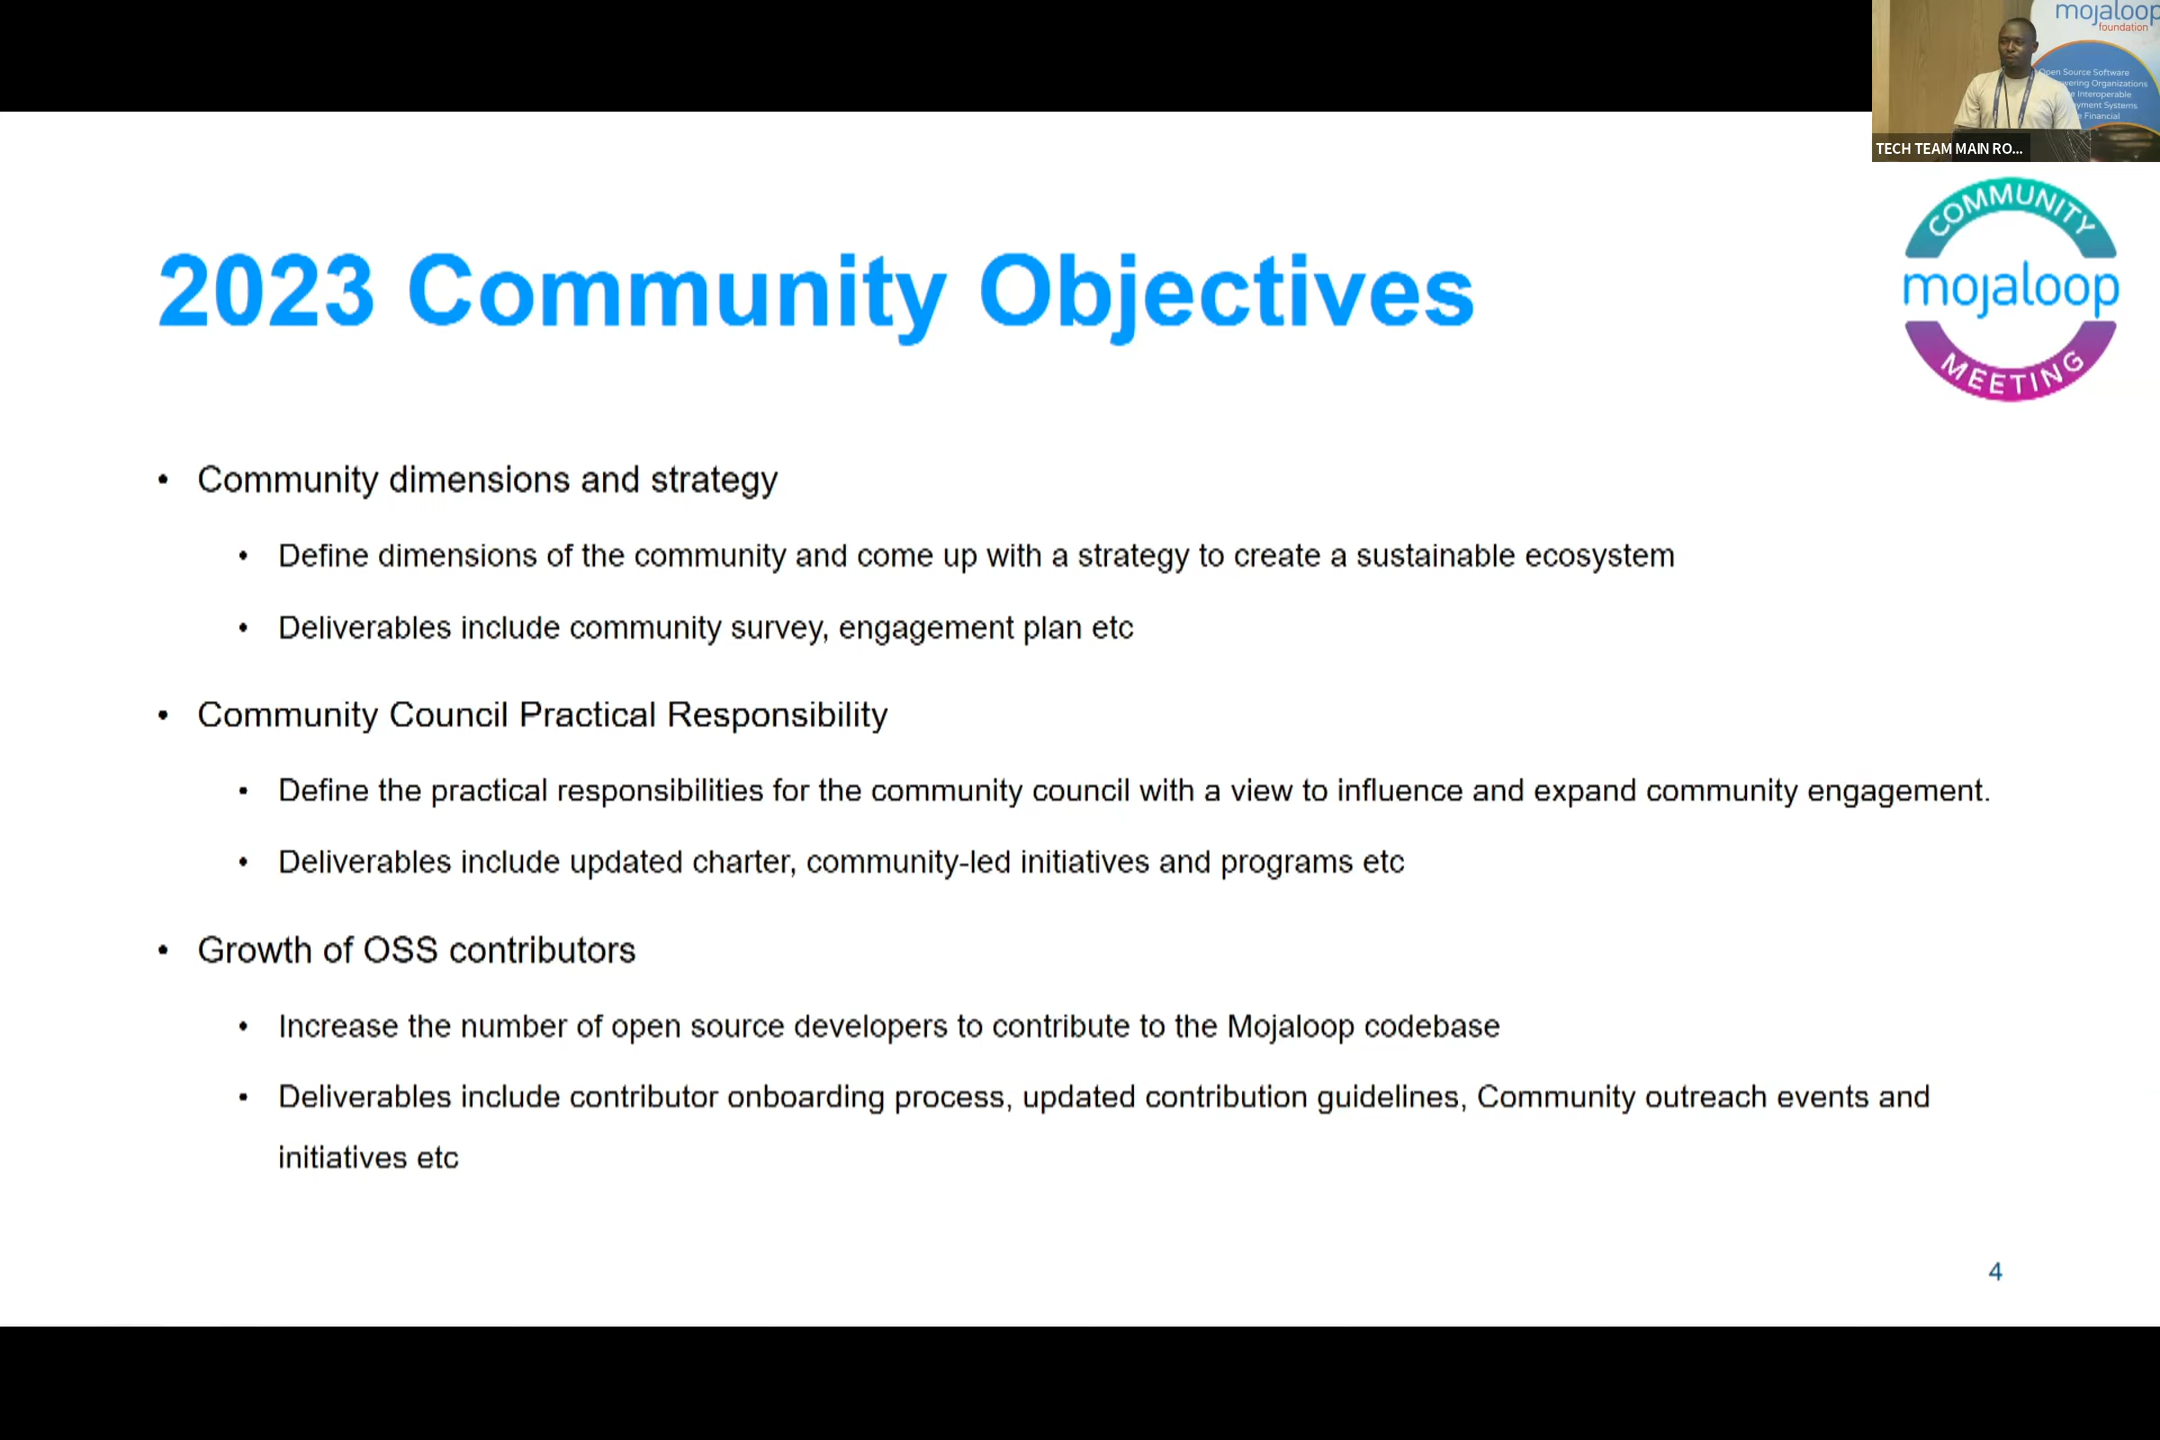 mojaloop
foundation
Open Source Software
wering Organizations
e Interoperable
yment Systems
e Financial
TECH TEAM MAIN RO...
COMMUNITY
mojaloop
MEETING
2023 Community Objectives
• Community dimensions and strategy
• Define dimensions of the community and come up with a strategy to create a sustainable ecosystem
• Deliverables include community survey, engagement plan etc
• Community Council Practical Responsibility
• Define the practical responsibilities for the community council with a view to influence and expand community engagement.
• Deliverables include updated charter, community-led initiatives and programs etc
• Growth of OSS contributors
• Increase the number of open source developers to contribute to the Mojaloop codebase
• Deliverables include contributor onboarding process, updated contribution guidelines, Community outreach events and
initiatives etc
4